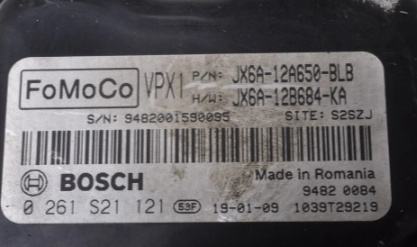 FoMoCo VPX1 P/N: JX6A-12A650-BLB
H/W: JX6A-12B684-KA
S/N: 9482001590095 SITE: S2SZJ
BOSCH Made in Romania
9482 0084
0 261 S21 121 53F 19-01-09 1039T29219